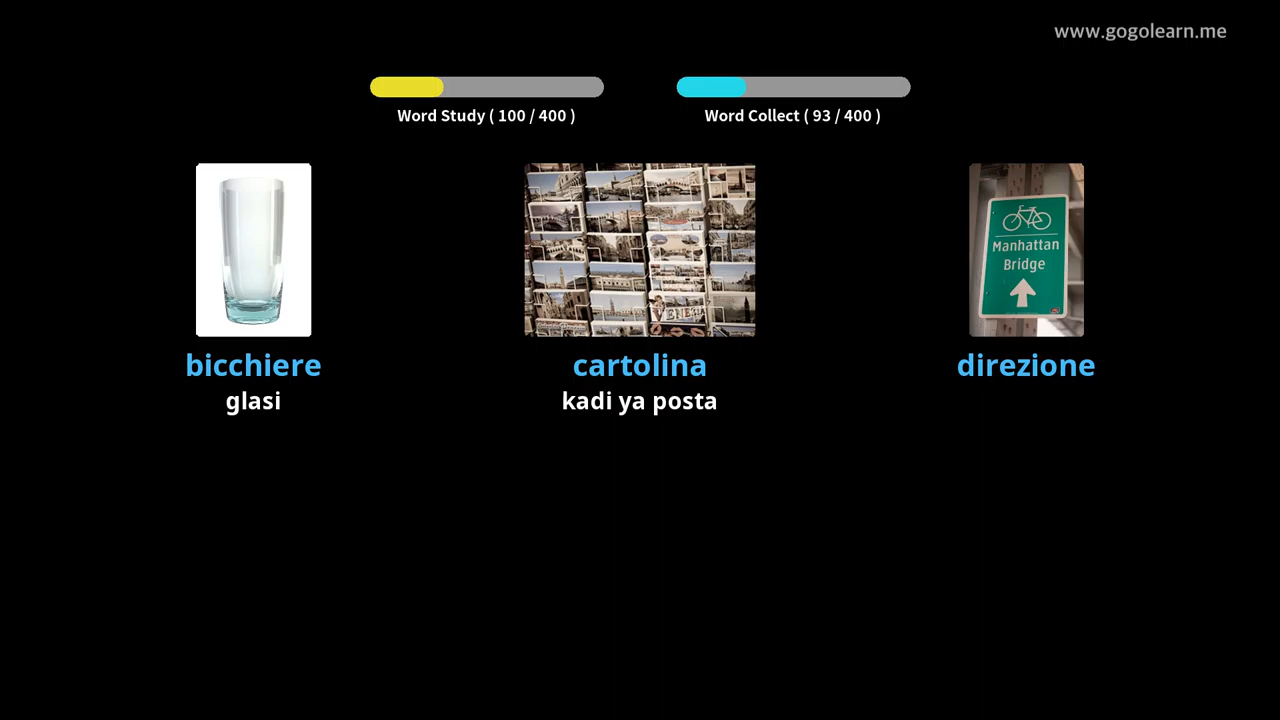 www.gogolearn.me
Word Study ( 100 / 400 )
Word Collect ( 93 / 400 )
Manhattan
Bridge
VENEZIA
bicchiere
cartolina
direzione
glasi
kadi ya posta